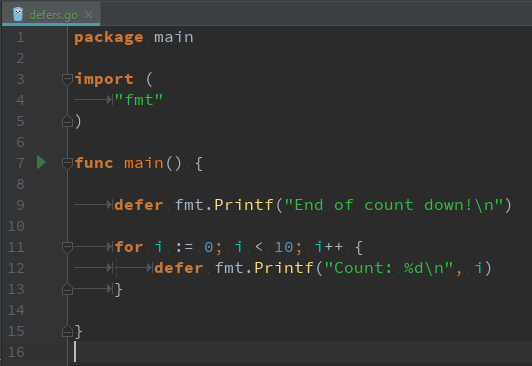 defers.go
1 package main
2
3 import (
4 "fmt"
5 )
6
7 func main() {
8
9 defer fmt.Printf("End of count down!\n")
10
11 for i := 0; i < 10; i++ {
12 defer fmt.Printf("Count: %d\n", i)
13 }
14
15 }
16